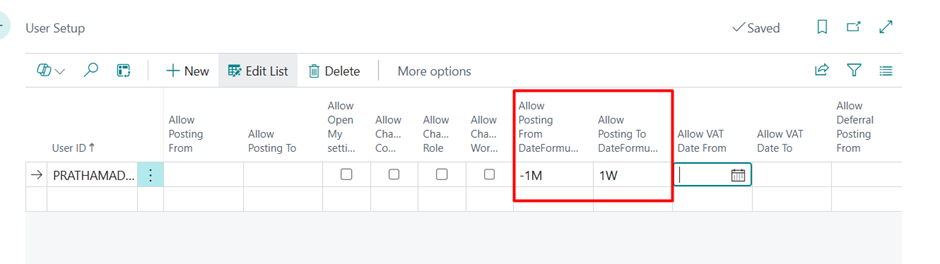 User Setup
Saved
New
Edit List
Delete
More options
User ID
Allow
Posting
From
Allow
Posting To
Allow
Open
My
setti...
Allow
Cha...
Co...
Allow
Cha...
Role
Allow
Cha...
Wor...
Allow
Posting
From
DateFormu...
Allow
Posting To
DateFormu...
Allow VAT
Date From
Allow VAT
Date To
Allow
Deferral
Posting
From
PRATHAMAD...
-1M
1W